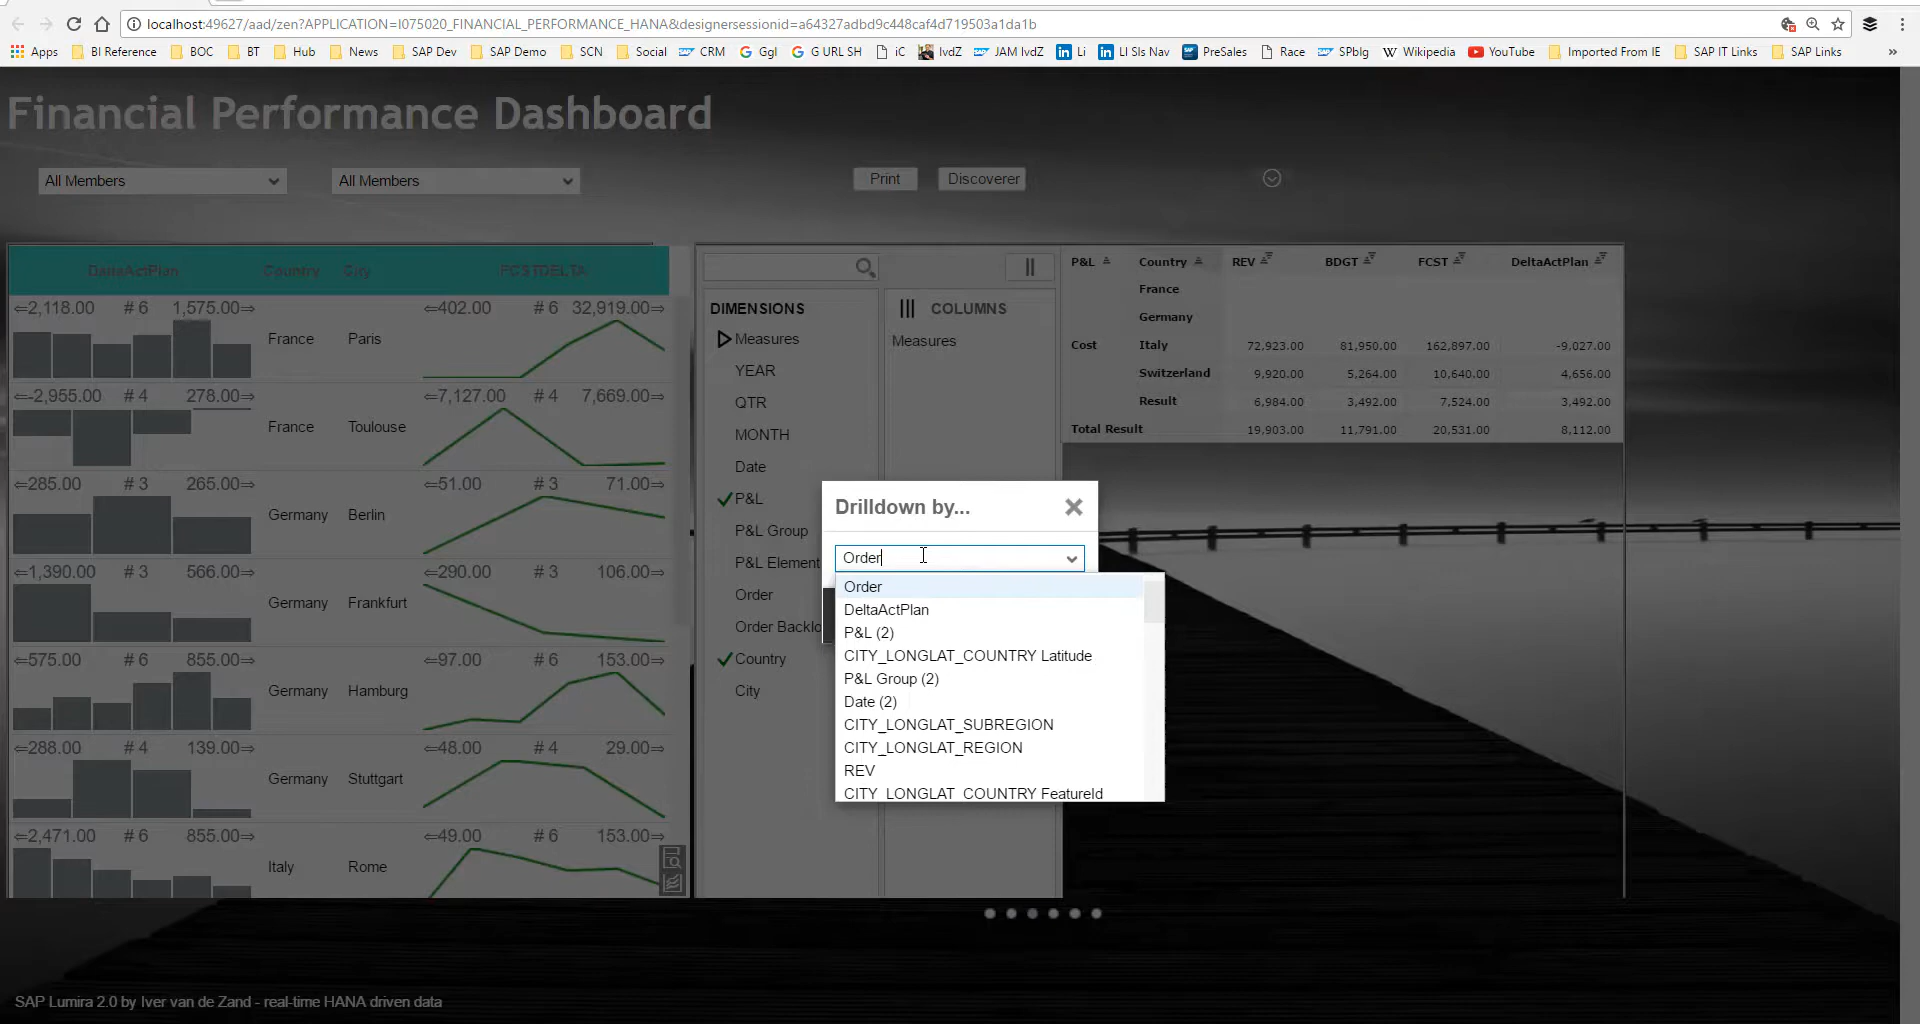 localhost:49627/aad/zen?APPLICATION=I075020_FINANCIAL_PERFORMANCE_HANA&designersessionid=a64327adbd9c448caf4d719503a1da1b
Apps BI Reference BOC BT Hub News SAP Dev SAP Demo SCN Social CRM Ggl G URL SH iC IvdZ JAM IvdZ Li LI SIs Nav PreSales Race SPblg Wikipedia YouTube Imported From IE SAP IT Links SAP Links »
Financial Performance Dashboard
All Members All Members Print Discoverer
DeltaActPlan Country City FCSTDELTA
⇐2,118.00 # 6 1,575.00⇒ ⇐402.00 # 6 32,919.00⇒
France Paris
⇐-2,955.00 # 4 278.00⇒ ⇐7,127.00 # 4 7,669.00⇒
France Toulouse
⇐285.00 # 3 265.00⇒ ⇐51.00 # 3 71.00⇒
Germany Berlin
⇐1,390.00 # 3 566.00⇒ ⇐290.00 # 3 106.00⇒
Germany Frankfurt
⇐575.00 # 6 855.00⇒ ⇐97.00 # 6 153.00⇒
Germany Hamburg
⇐288.00 # 4 139.00⇒ ⇐48.00 # 4 29.00⇒
Germany Stuttgart
⇐2,471.00 # 6 855.00⇒ ⇐49.00 # 6 153.00⇒
Italy Rome
DIMENSIONS
Measures
YEAR
QTR
MONTH
Date
P&L
P&L Group
P&L Element
Order
Order Backlo
Country
City
COLUMNS
Measures
P&L Country REV BDGT FCST DeltaActPlan
France
Germany
Cost Italy 72,923.00 81,950.00 162,897.00 -9,027.00
Switzerland 9,920.00 5,264.00 10,640.00 4,656.00
Result 6,984.00 3,492.00 7,524.00 3,492.00
Total Result 19,903.00 11,791.00 20,531.00 8,112.00
Drilldown by...
Order
Order
DeltaActPlan
P&L (2)
CITY_LONGLAT_COUNTRY Latitude
P&L Group (2)
Date (2)
CITY_LONGLAT_SUBREGION
CITY_LONGLAT_REGION
REV
CITY_LONGLAT_COUNTRY FeatureId
SAP Lumira 2.0 by Iver van de Zand - real-time HANA driven data